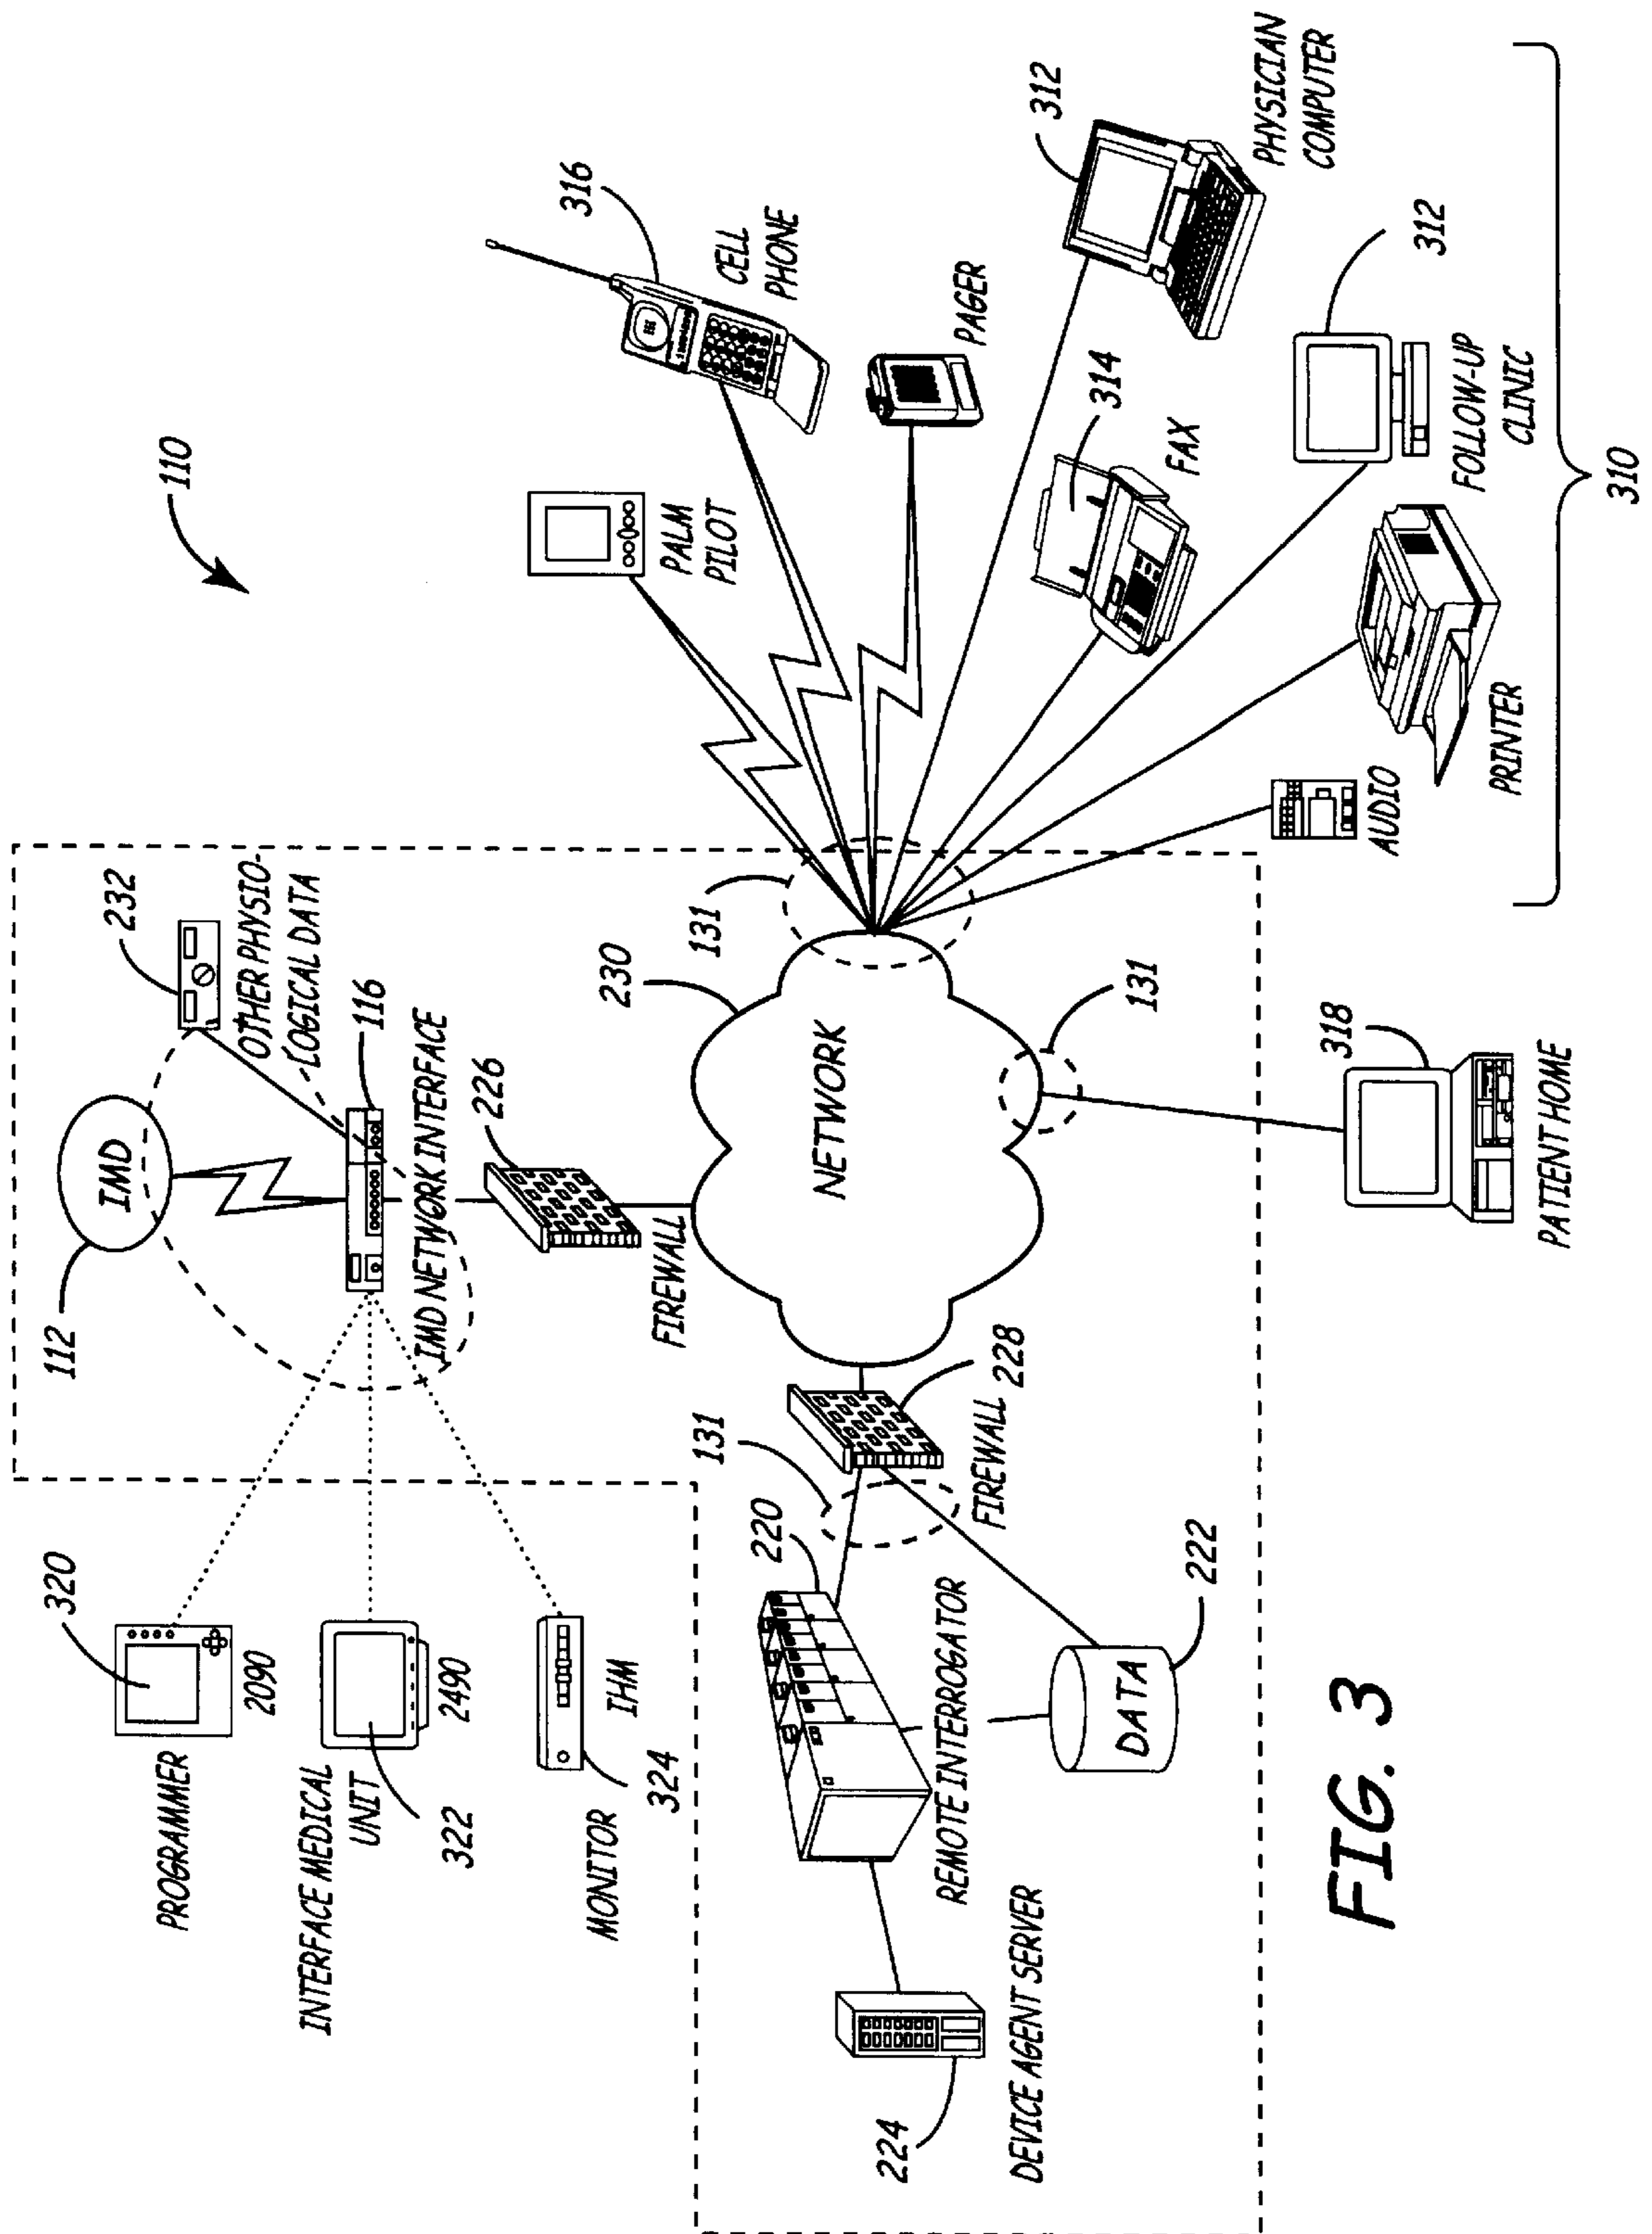 110
PROGRAMMER
320
2090
INTERFACE MEDICAL
UNIT
322
2490
MONITOR
324
IHM
112
IMD
232
OTHER PHYSIO-
LOGICAL DATA
116
IMD NETWORK INTERFACE
226
FIREWALL
230
NETWORK
131
PALM
PILOT
316
CELL
PHONE
PAGER
312
PHYSICIAN
COMPUTER
314
FAX
312
FOLLOW-UP
CLINIC
PRINTER
AUDIO
310
131
318
PATIENT HOME
228
FIREWALL
131
220
REMOTE INTERROGATOR
222
DATA
224
DEVICE AGENT SERVER
FIG. 3